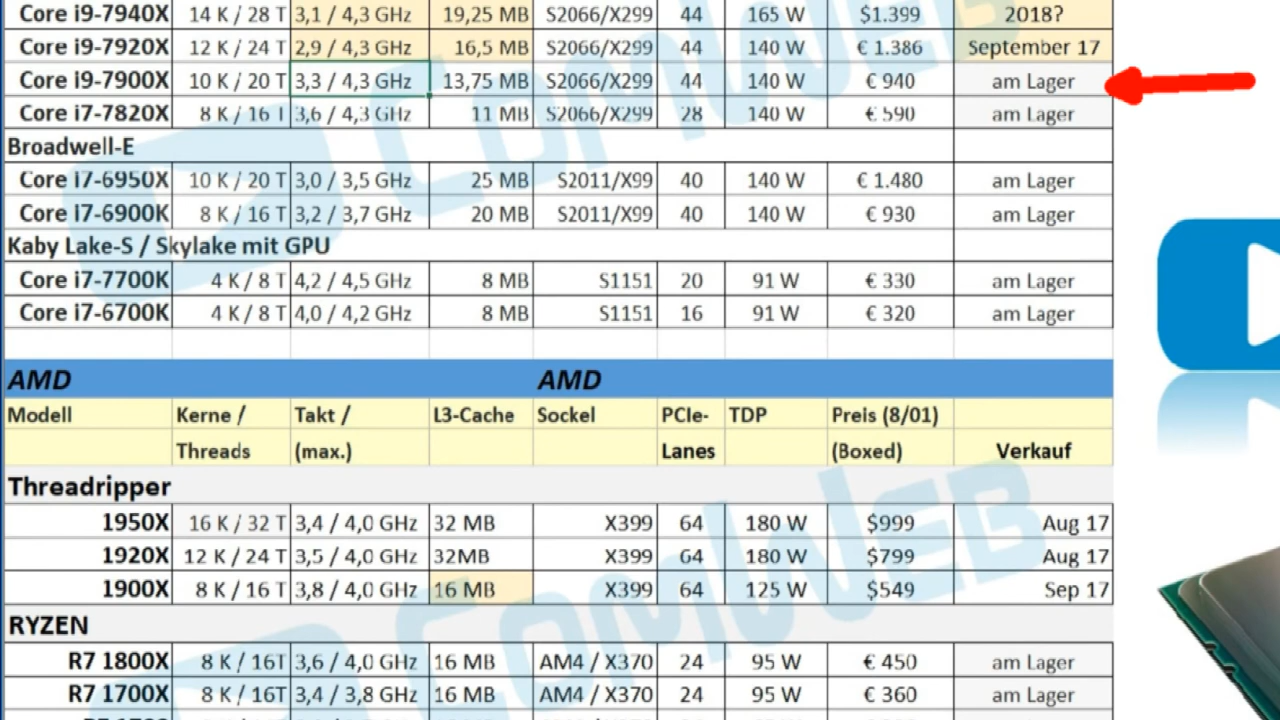 Core i9-7940X 14 K / 28 T 3,1 / 4,3 GHz 19,25 MB S2066/X299 44 165 W $1.399 2018?
Core i9-7920X 12 K / 24 T 2,9 / 4,3 GHz 16,5 MB S2066/X299 44 140 W € 1.386 September 17
Core i9-7900X 10 K / 20 T 3,3 / 4,3 GHz 13,75 MB S2066/X299 44 140 W € 940 am Lager
Core i7-7820X 8 K / 16 T 3,6 / 4,3 GHz 11 MB S2066/X299 28 140 W € 590 am Lager
Broadwell-E
Core i7-6950X 10 K / 20 T 3,0 / 3,5 GHz 25 MB S2011/X99 40 140 W € 1.480 am Lager
Core i7-6900K 8 K / 16 T 3,2 / 3,7 GHz 20 MB S2011/X99 40 140 W € 930 am Lager
Kaby Lake-S / Skylake mit GPU
Core i7-7700K 4 K / 8 T 4,2 / 4,5 GHz 8 MB S1151 20 91 W € 330 am Lager
Core i7-6700K 4 K / 8 T 4,0 / 4,2 GHz 8 MB S1151 16 91 W € 320 am Lager
AMD AMD
Modell Kerne / Takt / L3-Cache Sockel PCIe- TDP Preis (8/01)
Threads (max.) Lanes (Boxed) Verkauf
Threadripper
1950X 16 K / 32 T 3,4 / 4,0 GHz 32 MB X399 64 180 W $999 Aug 17
1920X 12 K / 24 T 3,5 / 4,0 GHz 32MB X399 64 180 W $799 Aug 17
1900X 8 K / 16 T 3,8 / 4,0 GHz 16 MB X399 64 125 W $549 Sep 17
RYZEN
R7 1800X 8 K / 16T 3,6 / 4,0 GHz 16 MB AM4 / X370 24 95 W € 450 am Lager
R7 1700X 8 K / 16T 3,4 / 3,8 GHz 16 MB AM4 / X370 24 95 W € 360 am Lager
COMWEB
COMWEB